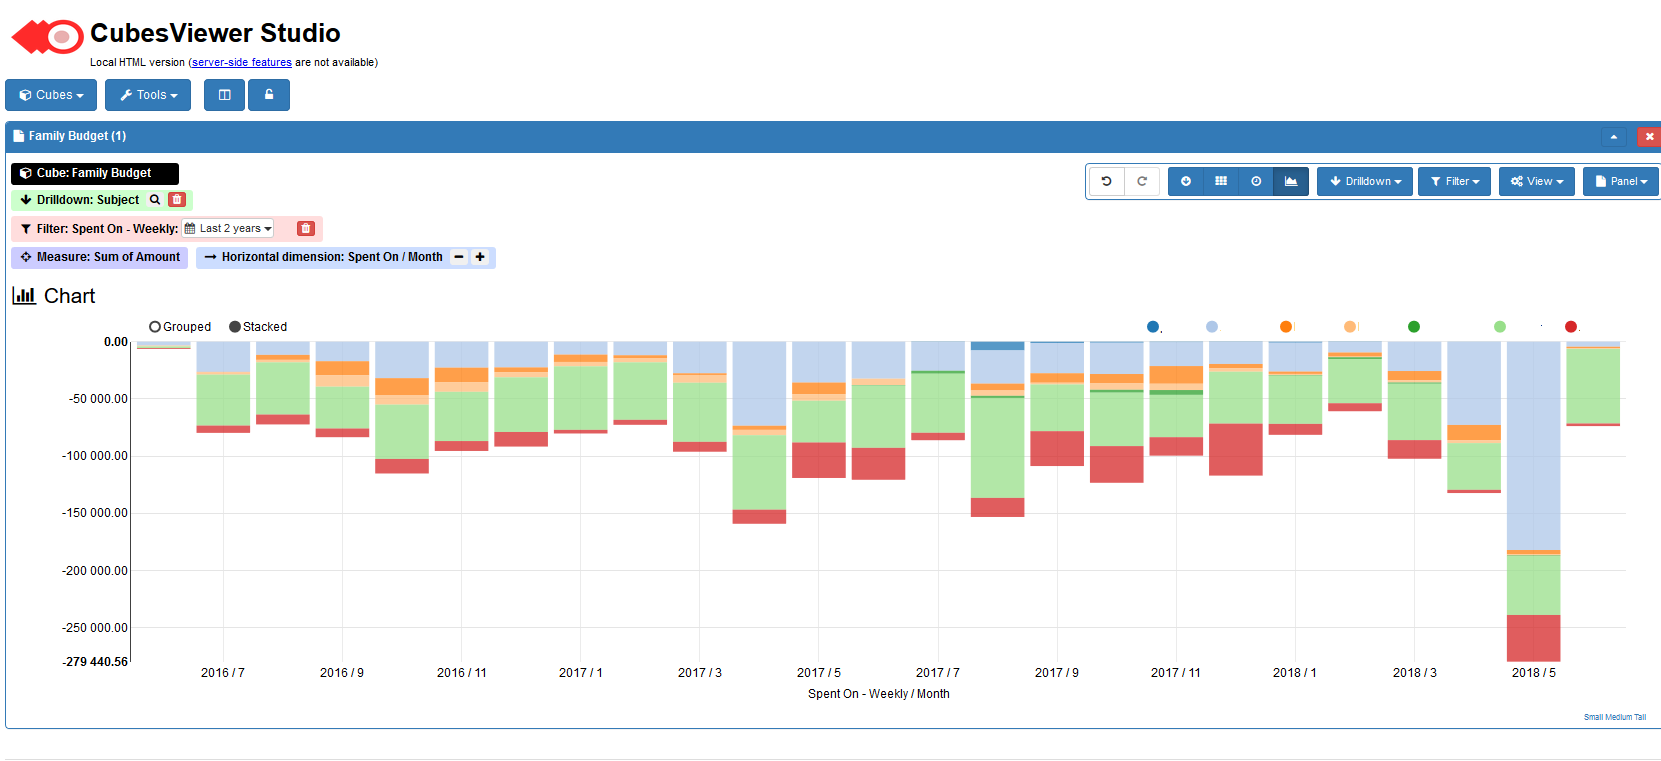 CubesViewer Studio
Local HTML version (server-side features are not available)
Cubes Tools
Family Budget (1)
Cube: Family Budget
Drilldown Filter View Panel
Drilldown: Subject
Filter: Spent On - Weekly: Last 2 years
Measure: Sum of Amount Horizontal dimension: Spent On / Month
Chart
Grouped Stacked
0.00
-50 000.00
-100 000.00
-150 000.00
-200 000.00
-250 000.00
-279 440.56
2016 / 7 2016 / 9 2016 / 11 2017 / 1 2017 / 3 2017 / 5 2017 / 7 2017 / 9 2017 / 11 2018 / 1 2018 / 3 2018 / 5
Spent On - Weekly / Month
Small Medium Tall